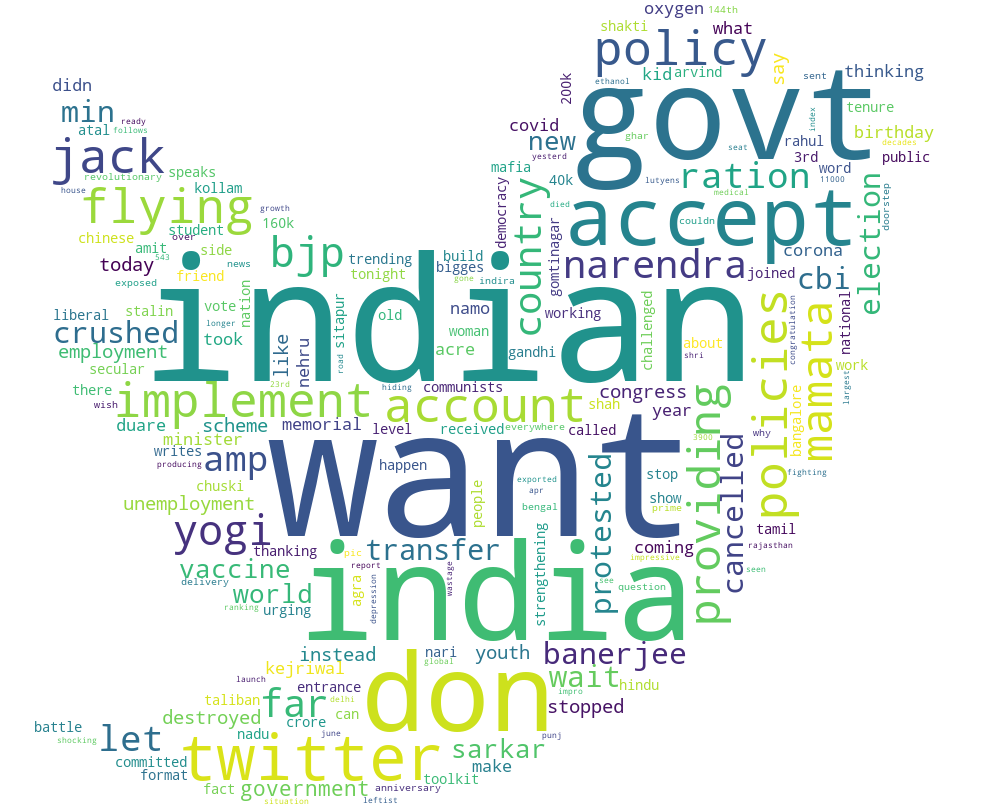 oxygen 144th
shakti what
policy
say
didn
kid arvind sent thinking
ethanol
200k
min ready
tenure
govt
index
atal follows
covid
ghar
birthday
decades
jack
new
rahul word
seat
yesterd
3rd public
revolutionary speaks
mafia
house kollam
40k lutyens ration 11000
medical
flying
democracy
died
doorstep
growth
student 160k
accept
couldn
election
chinese over
country
gomtinagar
amit side
bjp trending build
corona
today 543 news
tonight bigges
narendra joined cbi
exposed friend
gone indira
indian
nation
liberal stalin vote
sitapur
old namo working
national
congratulation
challenged
crushed took
like
nehru
road
woman
about
employment
acre gandhi
shri
policies
mamata
secular longer
work
there 23rd
hiding communists
shah congress
largest
wish implement account year
providing
bangalore
duare scheme memorial level received everywhere called
3900 why
minister
want
cancelled
writes
producing amp happen
protested
stop
fighting
chuski
people
exported
apr
show prime
unemployment
bengal
yogi
strengthening
tamil
thanking pic transfer
coming
rajasthan
report
impressive
vaccine
india
wastage
seen
delivery
depression
see question
world agra
ranking urging
instead nari youth banerjee
global
kejriwal
launch entrance
wait hindu
impro
taliban far delhi
don
can
stopped
battle destroyed crore
nadu june
punj
shocking let
twitter sarkar
committed
make
format
toolkit
fact government anniversary
situation leftist